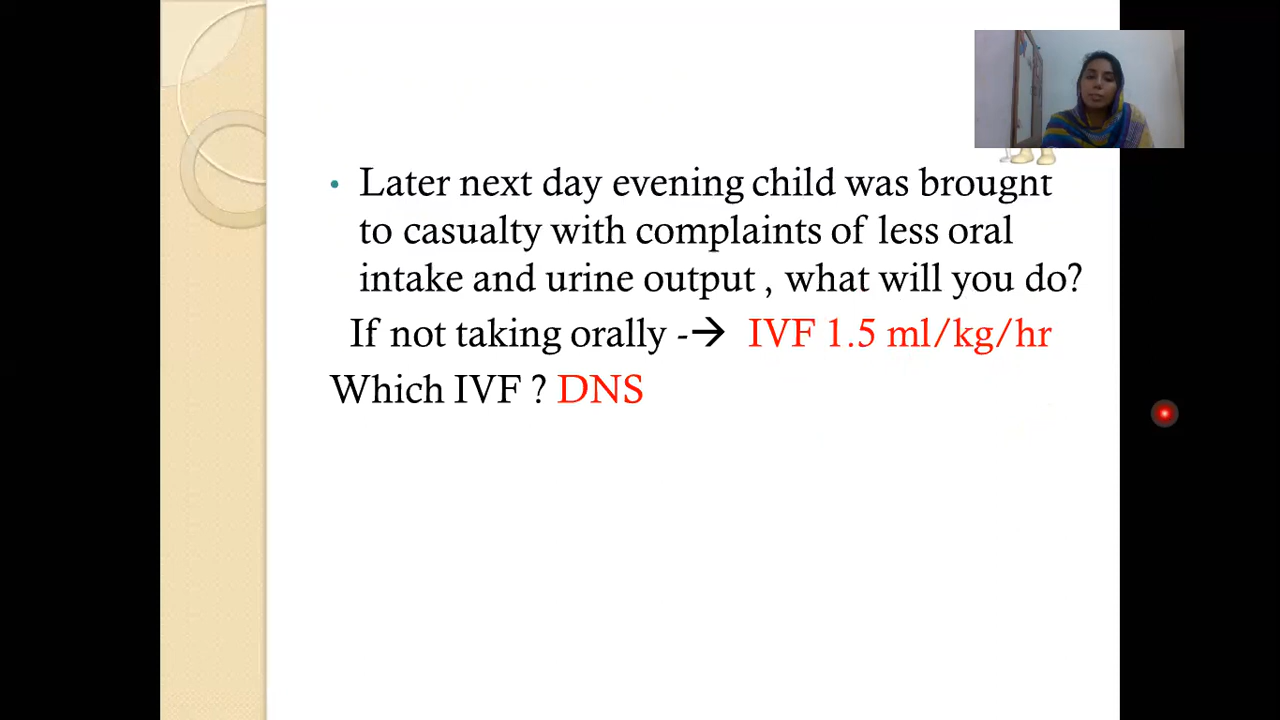 • Later next day evening child was brought
to casualty with complaints of less oral
intake and urine output , what will you do?
If not taking orally -→ IVF 1.5 ml/kg/hr
Which IVF ? DNS